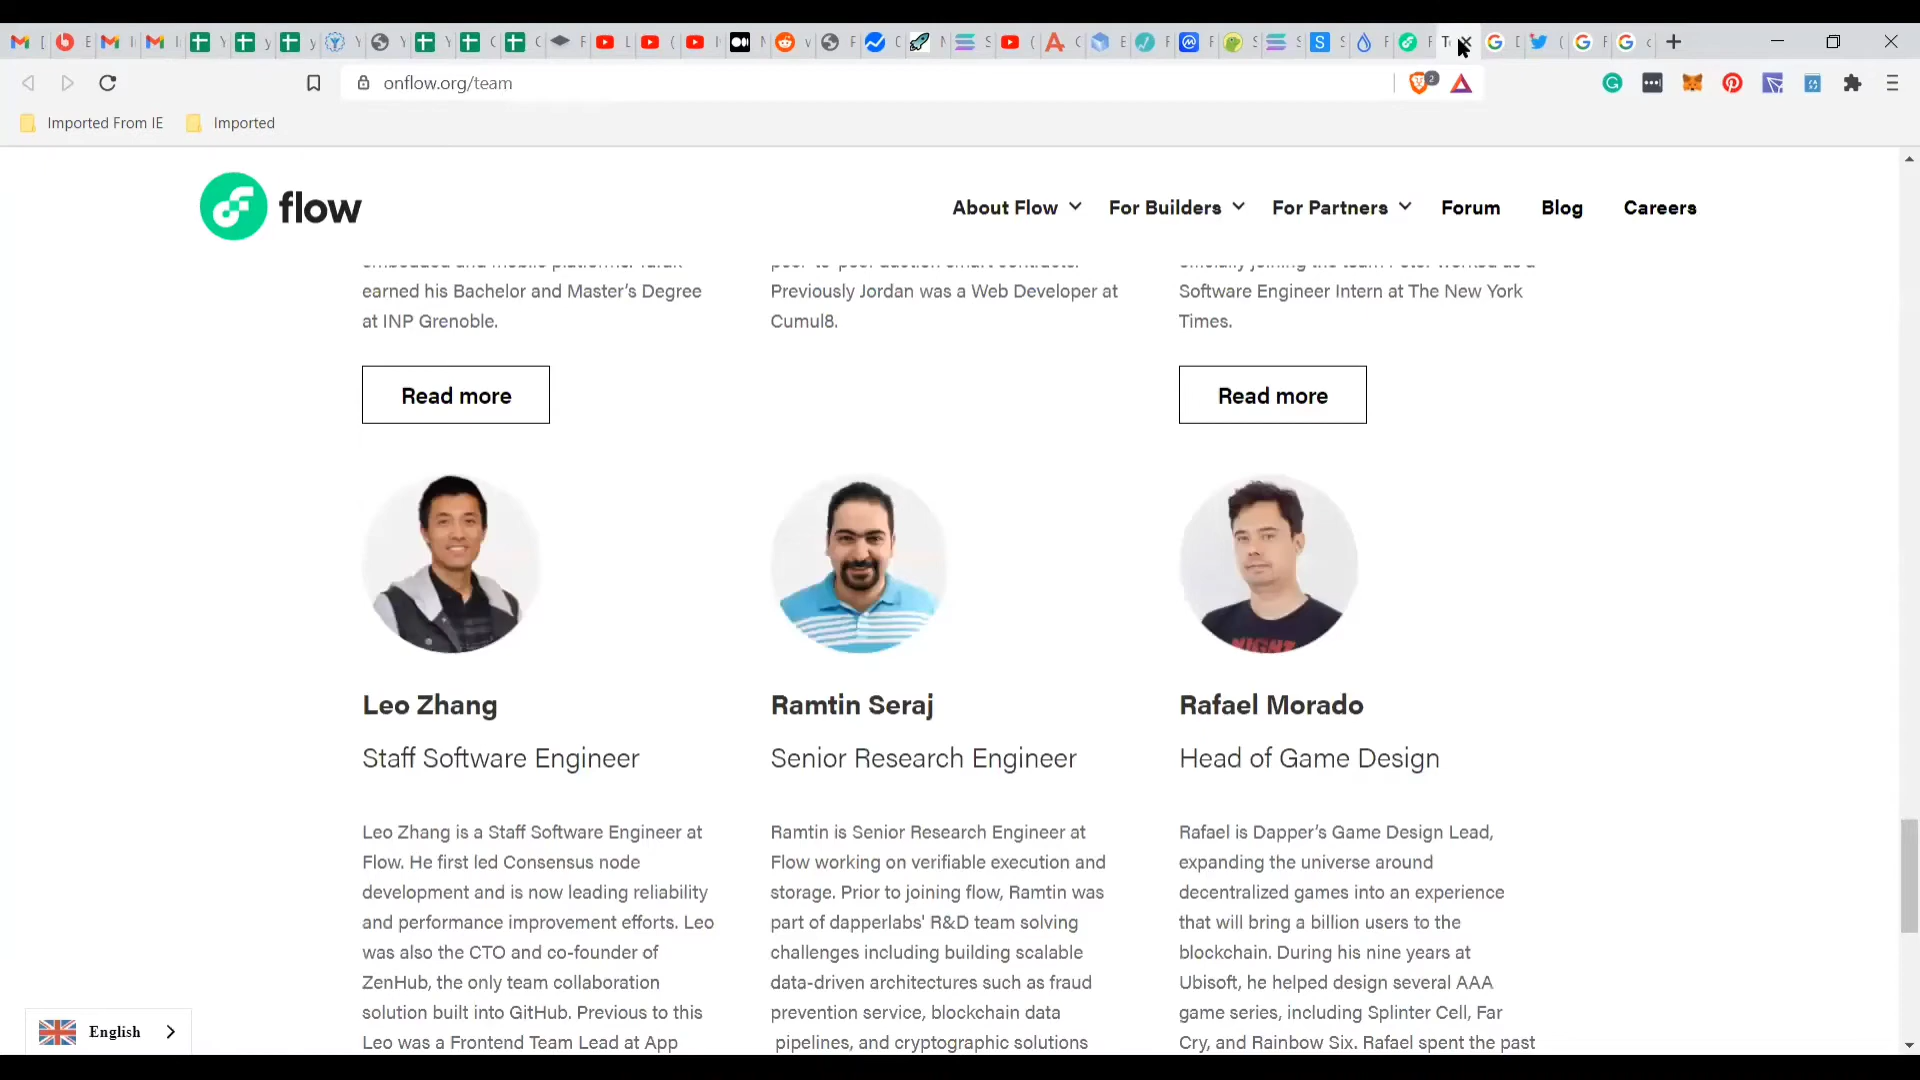 onflow.org/team
2
Imported From IE
Imported
flow
About Flow
For Builders
For Partners
Forum
Blog
Careers
earned his Bachelor and Master's Degree
at INP Grenoble.
Previously Jordan was a Web Developer at
Cumul8.
Software Engineer Intern at The New York
Times.
Read more
Read more
Leo Zhang
Staff Software Engineer
Leo Zhang is a Staff Software Engineer at
Flow. He first led Consensus node
development and is now leading reliability
and performance improvement efforts. Leo
was also the CTO and co-founder of
ZenHub, the only team collaboration
solution built into GitHub. Previous to this
Leo was a Frontend Team Lead at App
Ramtin Seraj
Senior Research Engineer
Ramtin is Senior Research Engineer at
Flow working on verifiable execution and
storage. Prior to joining flow, Ramtin was
part of dapperlabs' R&D team solving
challenges including building scalable
data-driven architectures such as fraud
prevention service, blockchain data
pipelines, and cryptographic solutions
Rafael Morado
Head of Game Design
Rafael is Dapper's Game Design Lead,
expanding the universe around
decentralized games into an experience
that will bring a billion users to the
blockchain. During his nine years at
Ubisoft, he helped design several AAA
game series, including Splinter Cell, Far
Cry, and Rainbow Six. Rafael spent the past
English